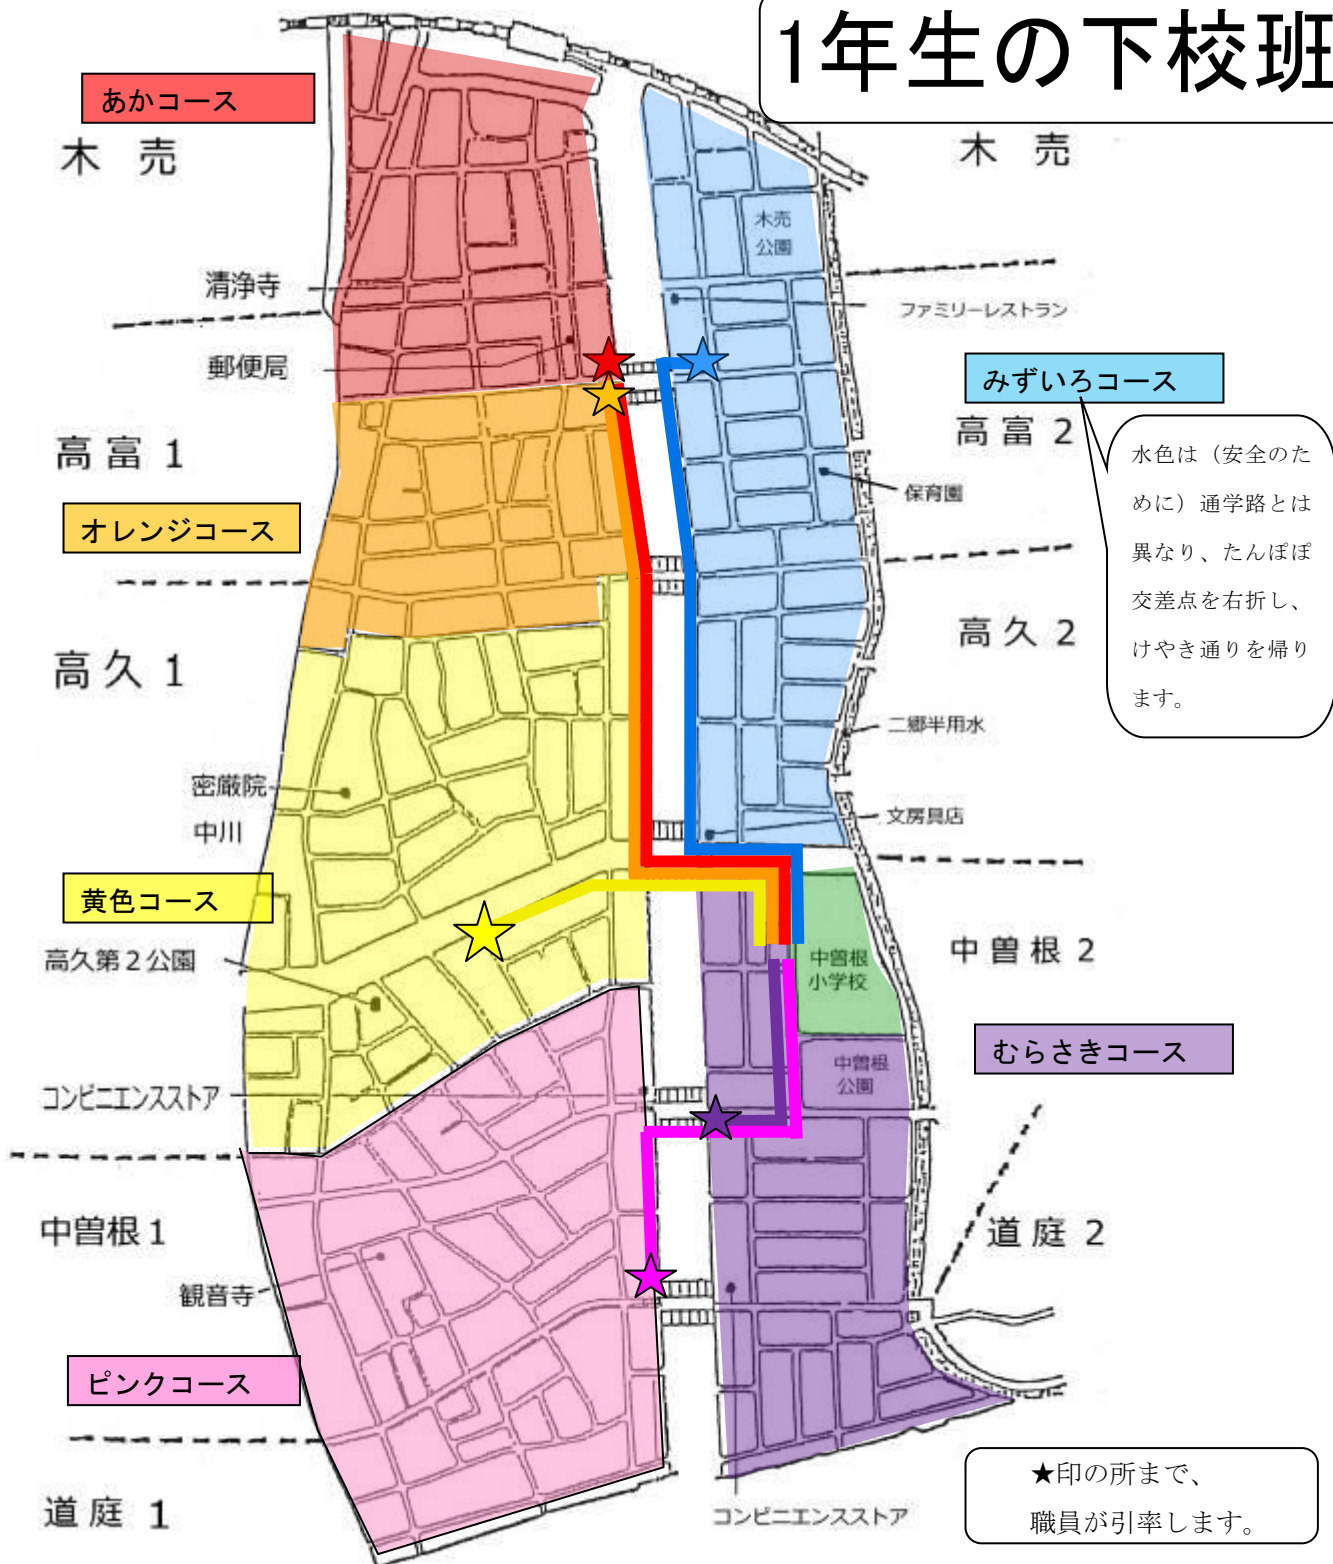 1年生の下校班
あかコース
木 売
木 売
木売
公園
清浄寺
ファミリーレストラン
郵便局
みずいろコース
高富 1
高富 2
水色は（安全のた
めに）通学路とは
異なり、たんぽぽ
交差点を右折し、
けやき通りを帰り
ます。
保育園
オレンジコース
高久 1
高久 2
二郷半用水
密厳院
中川
文房具店
黄色コース
高久第２公園
中曽根
小学校
中曽根 2
むらさきコース
中曽根
公園
コンビニエンスストア
中曽根 1
道庭 2
観音寺
ピンクコース
★印の所まで、
職員が引率します。
道庭 1
コンビニエンスストア